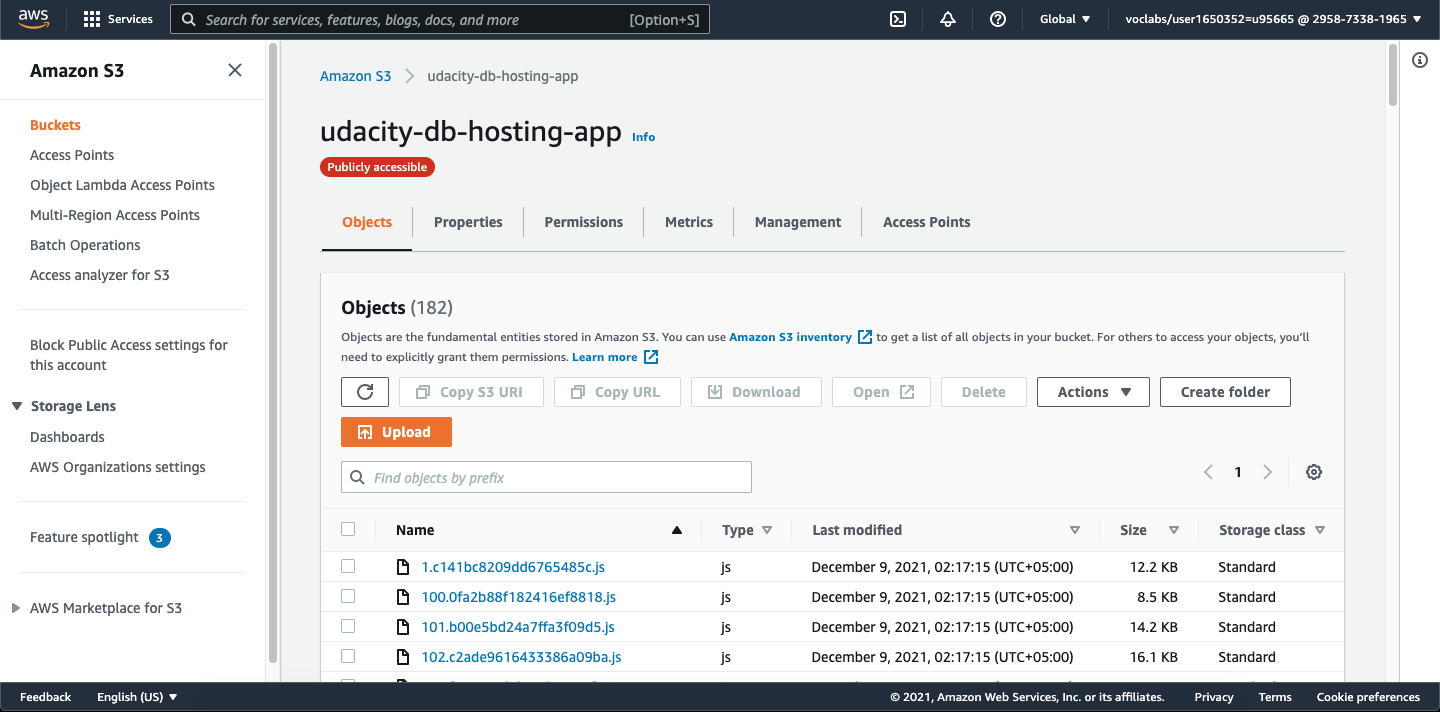 aws
Services
Search for services, features, blogs, docs, and more
[Option+S]
Global
voclabs/user1650352=u95665 @ 2958-7338-1965
Amazon S3
Buckets
Access Points
Object Lambda Access Points
Multi-Region Access Points
Batch Operations
Access analyzer for S3
Block Public Access settings for
this account
Storage Lens
Dashboards
AWS Organizations settings
Feature spotlight 3
AWS Marketplace for S3
Amazon S3 udacity-db-hosting-app
udacity-db-hosting-app Info
Publicly accessible
Objects Properties Permissions Metrics Management Access Points
Objects (182)
Objects are the fundamental entities stored in Amazon S3. You can use Amazon S3 inventory to get a list of all objects in your bucket. For others to access your objects, you'll
need to explicitly grant them permissions. Learn more
Copy S3 URI Copy URL Download Open Delete Actions Create folder
Upload
Find objects by prefix
1
Name Type Last modified Size Storage class
1.c141bc8209dd6765485c.js js December 9, 2021, 02:17:15 (UTC+05:00) 12.2 KB Standard
100.0fa2b88f182416ef8818.js js December 9, 2021, 02:17:15 (UTC+05:00) 8.5 KB Standard
101.b00e5bd24a7ffa3f09d5.js js December 9, 2021, 02:17:15 (UTC+05:00) 14.2 KB Standard
102.c2ade9616433386a09ba.js js December 9, 2021, 02:17:15 (UTC+05:00) 16.1 KB Standard
Feedback English (US) © 2021, Amazon Web Services, Inc. or its affiliates. Privacy Terms Cookie preferences